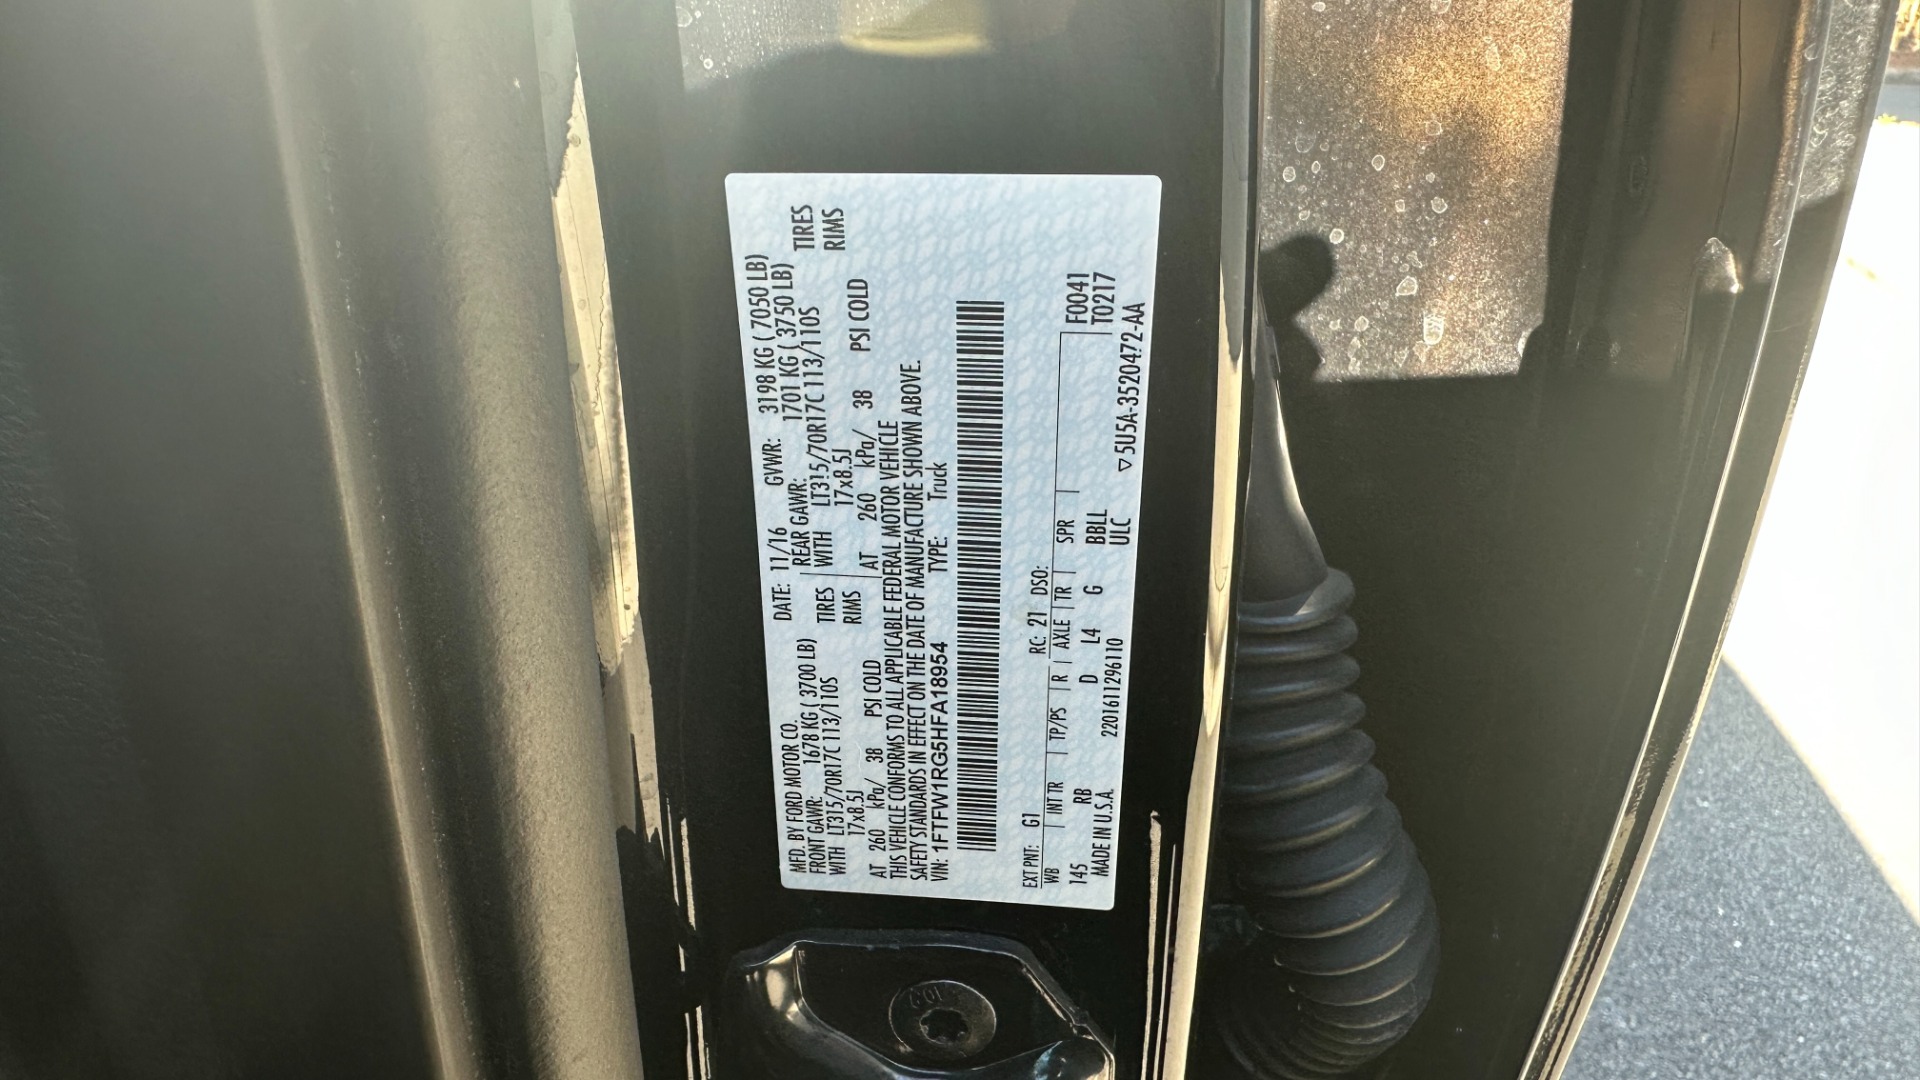 MFD. BY FORD MOTOR CO.
DATE: 11/16 GVWR: 3198 KG ( 7050 LB)
FRONT GAWR: 1678 KG ( 3700 LB)
REAR GAWR: 1701 KG ( 3750 LB)
WITH LT315/70R17C 113/110S TIRES
WITH LT315/70R17C 113/110S TIRES
17x8.5J RIMS
17x8.5J RIMS
AT 260 kPa/ 38 PSI COLD
AT 260 kPa/ 38 PSI COLD
THIS VEHICLE CONFORMS TO ALL APPLICABLE FEDERAL MOTOR VEHICLE
SAFETY STANDARDS IN EFFECT ON THE DATE OF MANUFACTURE SHOWN ABOVE.
VIN: 1FTFW1RG5HFA18954 TYPE: Truck
EXT PNT: G1 RC: 21 DSO: F0041
WB INT TR TP/PS R AXLE TR SPR T0217
145 RB D L4 G BBLL
MADE IN U.S.A. ULC
2201611296110 ▽5U5A-3520472-AA